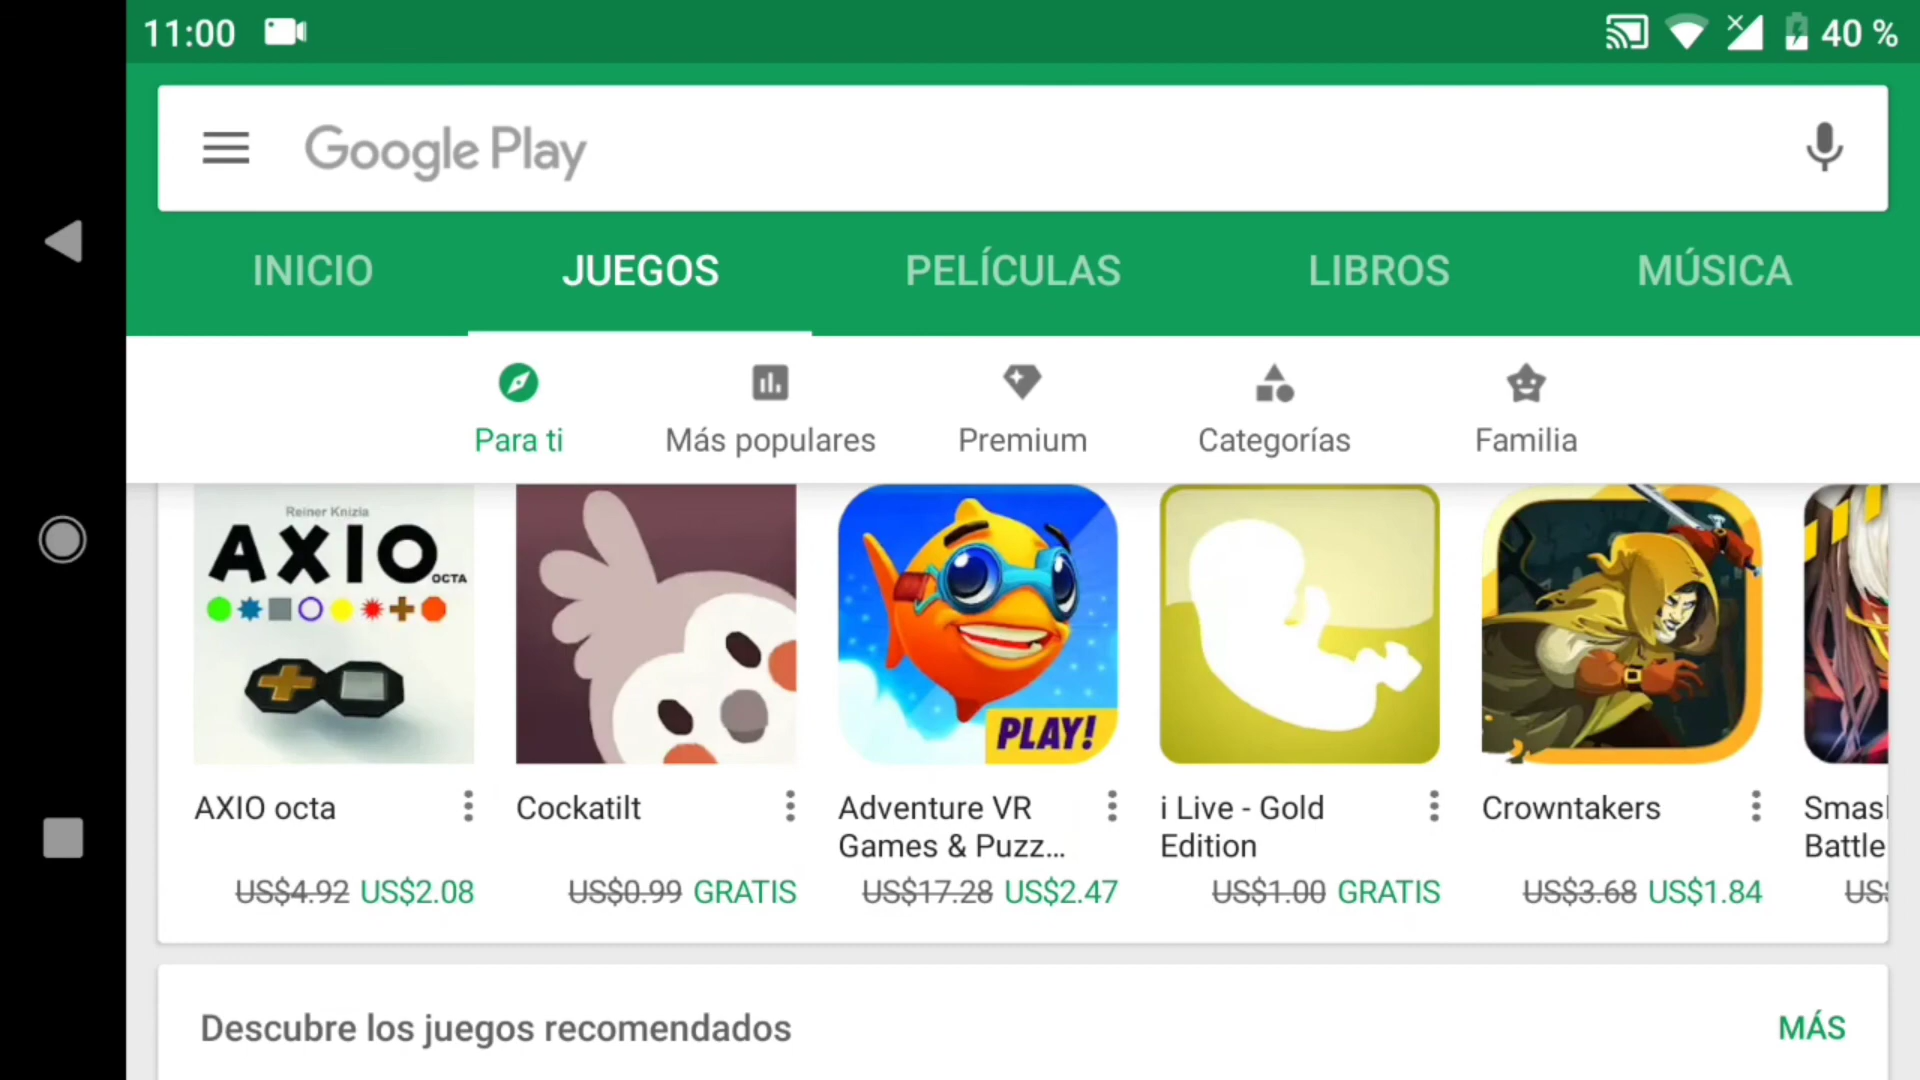 11:00
40 %
Google Play
INICIO
JUEGOS
PELÍCULAS
LIBROS
MÚSICA
Para ti
Más populares
Premium
Categorías
Familia
Reiner Knizia
AXIO
OCTA
PLAY!
AXIO octa
US$4.92 US$2.08
Cockatilt
US$0.99 GRATIS
Adventure VR
Games & Puzz...
US$17.28 US$2.47
i Live - Gold
Edition
US$1.00 GRATIS
Crowntakers
US$3.68 US$1.84
Smas
Battle
US
Descubre los juegos recomendados
MÁS